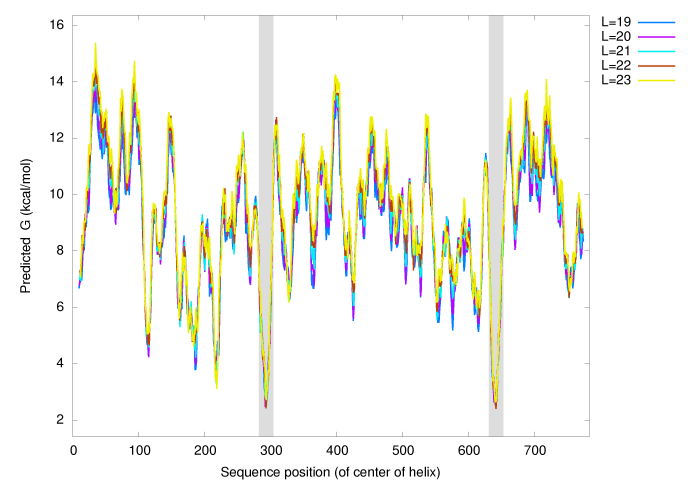 L=19
L=20
L=21
L=22
L=23
16
14
12
10
8
6
4
2
Predicted G (kcal/mol)
0 100 200 300 400 500 600 700
Sequence position (of center of helix)